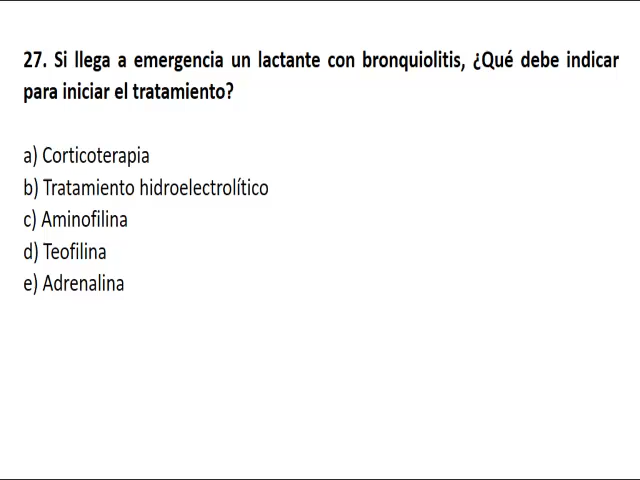 27. Si llega a emergencia un lactante con bronquiolitis, ¿Qué debe indicar
para iniciar el tratamiento?
a) Corticoterapia
b) Tratamiento hidroelectrolítico
c) Aminofilina
d) Teofilina
e) Adrenalina